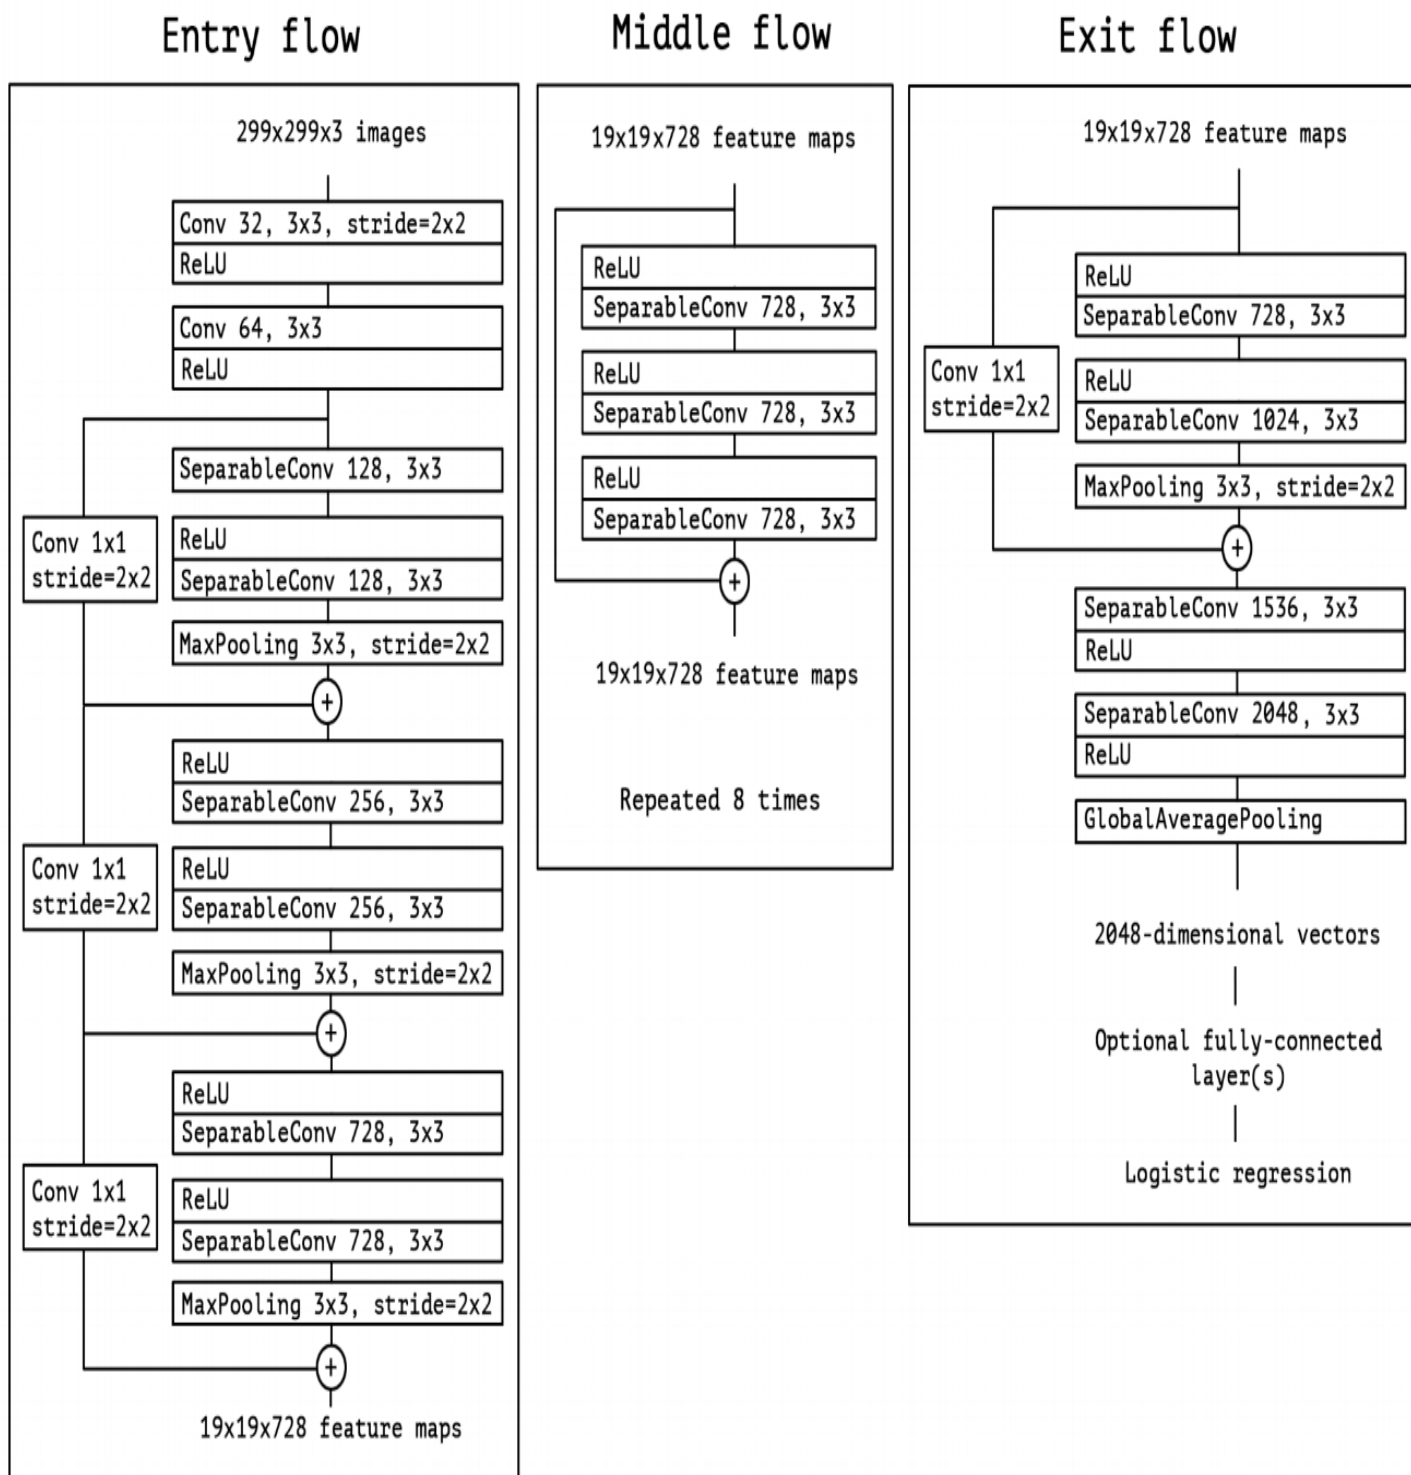 Entry flow
299x299x3 images
Conv 32, 3x3, stride=2x2
ReLU
Conv 64, 3x3
ReLU
SeparableConv 128, 3x3
Conv 1x1
stride=2x2
ReLU
SeparableConv 128, 3x3
MaxPooling 3x3, stride=2x2
+
ReLU
SeparableConv 256, 3x3
Conv 1x1
stride=2x2
ReLU
SeparableConv 256, 3x3
MaxPooling 3x3, stride=2x2
+
ReLU
SeparableConv 728, 3x3
Conv 1x1
stride=2x2
ReLU
SeparableConv 728, 3x3
MaxPooling 3x3, stride=2x2
+
19x19x728 feature maps
Middle flow
19x19x728 feature maps
ReLU
SeparableConv 728, 3x3
ReLU
SeparableConv 728, 3x3
ReLU
SeparableConv 728, 3x3
+
19x19x728 feature maps
Repeated 8 times
Exit flow
19x19x728 feature maps
ReLU
SeparableConv 728, 3x3
Conv 1x1
stride=2x2
ReLU
SeparableConv 1024, 3x3
MaxPooling 3x3, stride=2x2
+
SeparableConv 1536, 3x3
ReLU
SeparableConv 2048, 3x3
ReLU
GlobalAveragePooling
2048-dimensional vectors
Optional fully-connected
layer(s)
Logistic regression